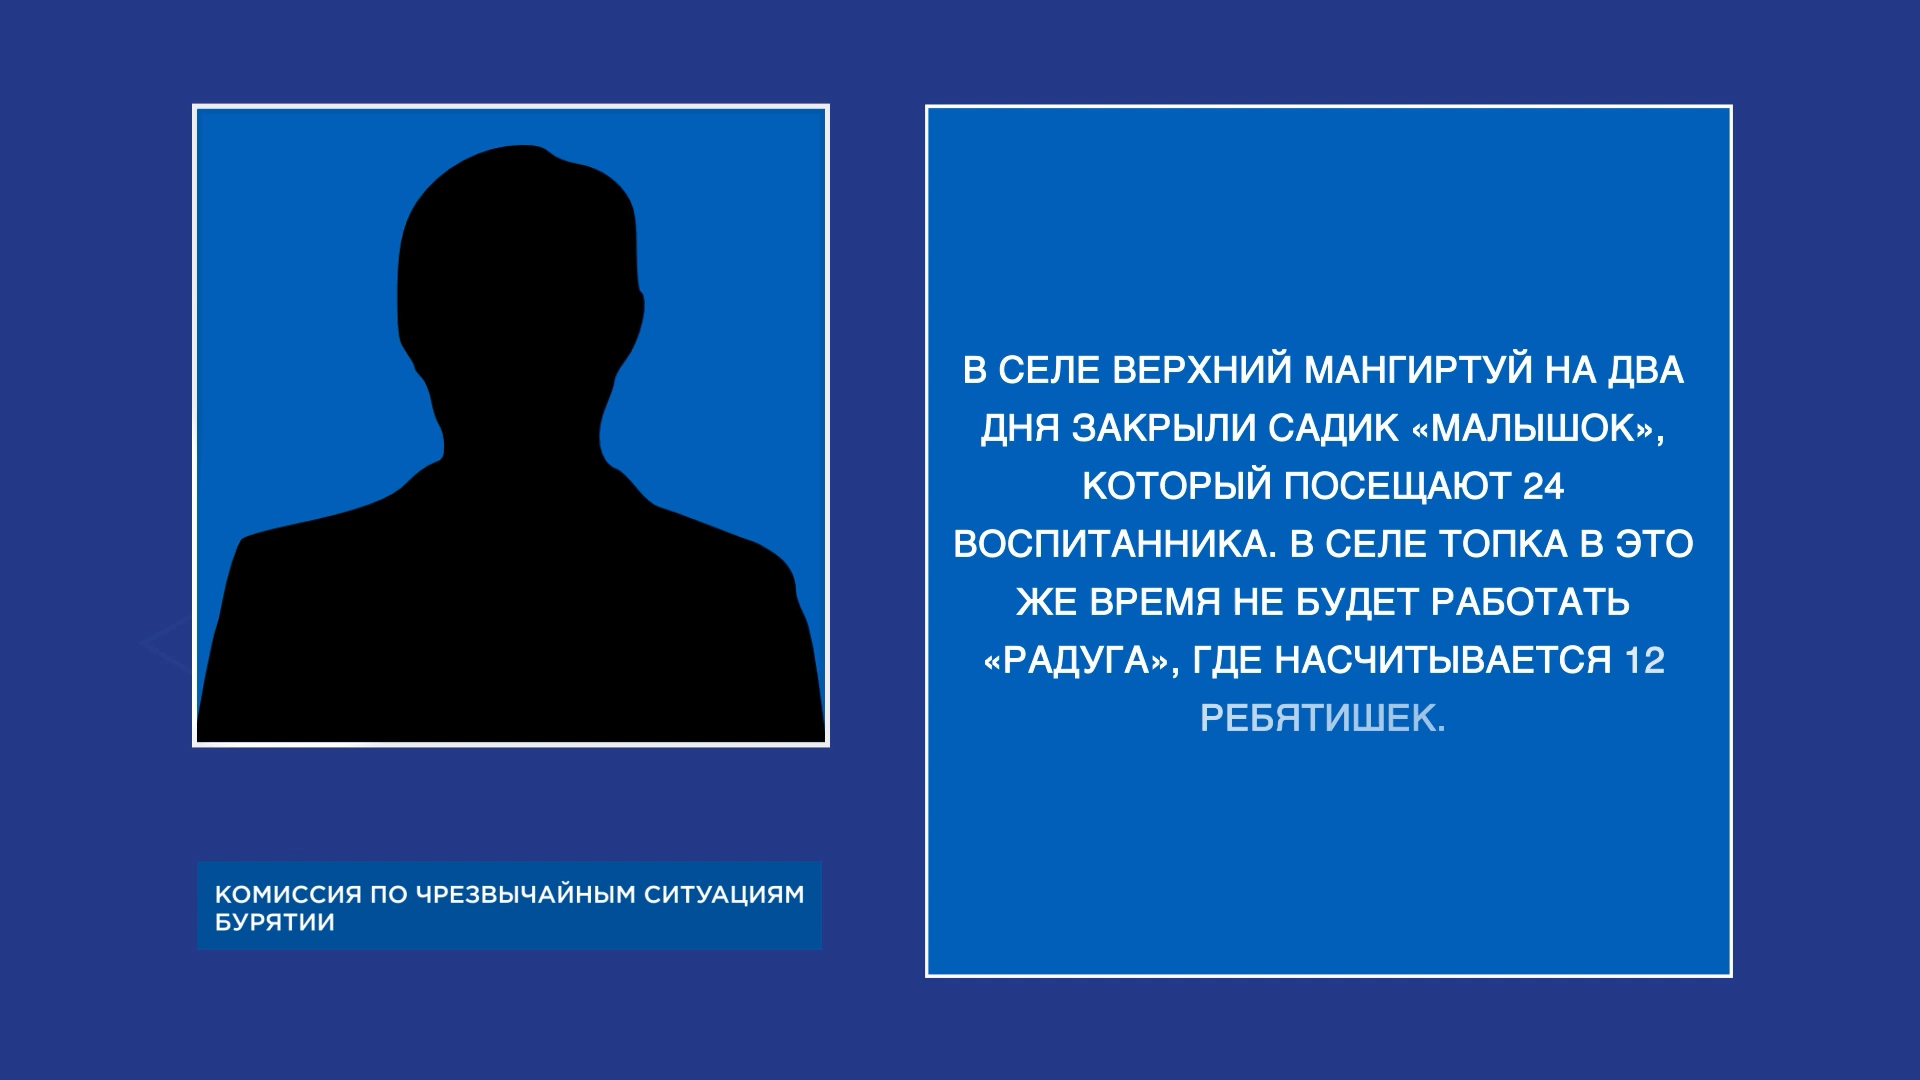 В СЕЛЕ ВЕРХНИЙ МАНГИРТУЙ НА ДВА
ДНЯ ЗАКРЫЛИ САДИК «МАЛЫШОК»,
КОТОРЫЙ ПОСЕЩАЮТ 24
ВОСПИТАННИКА. В СЕЛЕ ТОПКА В ЭТО
ЖЕ ВРЕМЯ НЕ БУДЕТ РАБОТАТЬ
«РАДУГА», ГДЕ НАСЧИТЫВАЕТСЯ 12
РЕБЯТИШЕК.
КОМИССИЯ ПО ЧРЕЗВЫЧАЙНЫМ СИТУАЦИЯМ
БУРЯТИИ